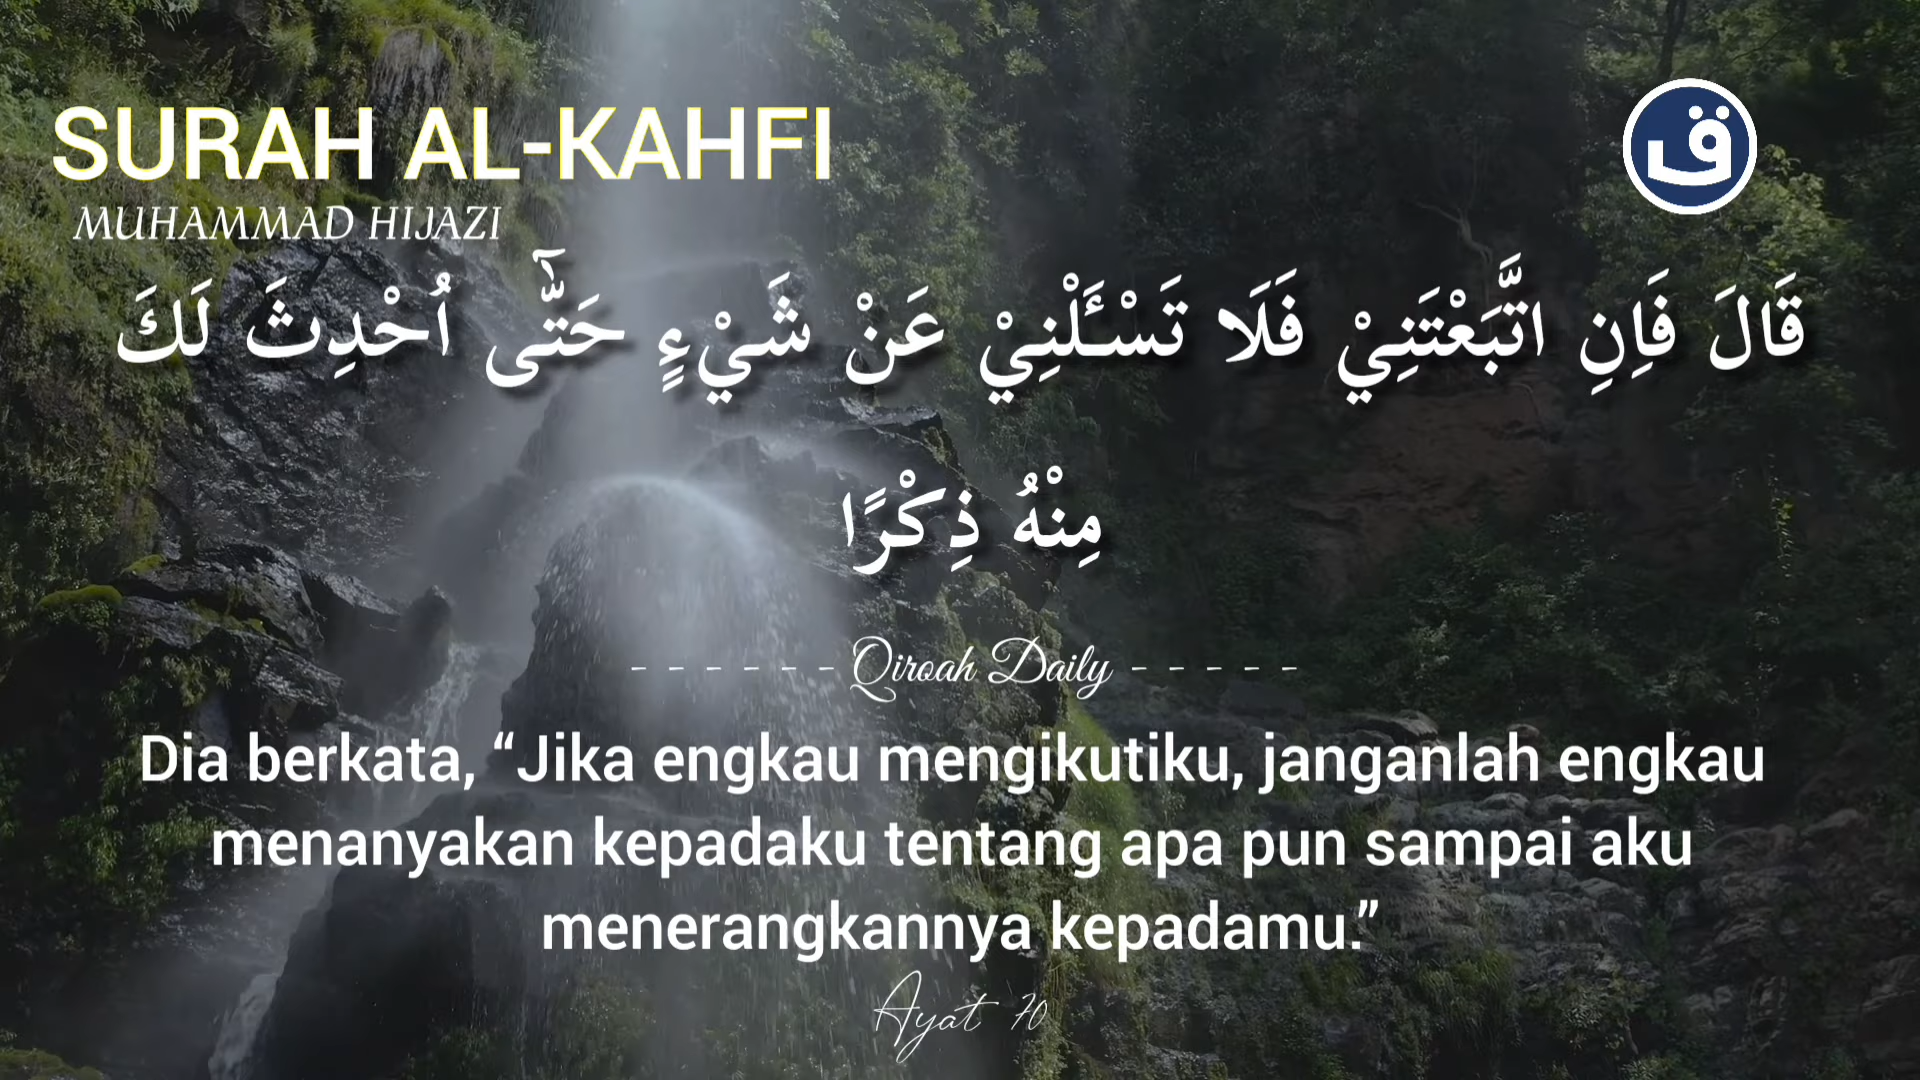 SURAH AL-KAHFI
MUHAMMAD HIJAZI
ق
قَالَ فَاِنِ اتَّبَعْتَنِيْ فَلَا تَسْـَٔلْنِيْ عَنْ شَيْءٍ حَتّٰٓى اُحْدِثَ لَكَ
مِنْهُ ذِكْرًا
- - - - - - Qiroah Daily - - - - -
Dia berkata, “Jika engkau mengikutiku, janganlah engkau
menanyakan kepadaku tentang apa pun sampai aku
menerangkannya kepadamu.”
Ayat 70